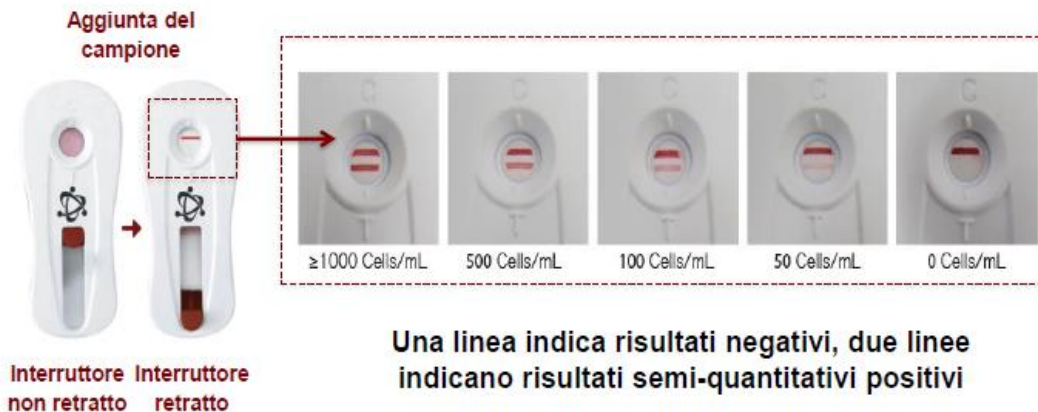 Aggiunta del
campione
C
T
≥1000 Cells/mL
C
T
500 Cells/mL
C
T
100 Cells/mL
C
T
50 Cells/mL
C
T
0 Cells/mL
Interruttore
non retratto
Interruttore
retratto
Una linea indica risultati negativi, due linee
indicano risultati semi-quantitativi positivi